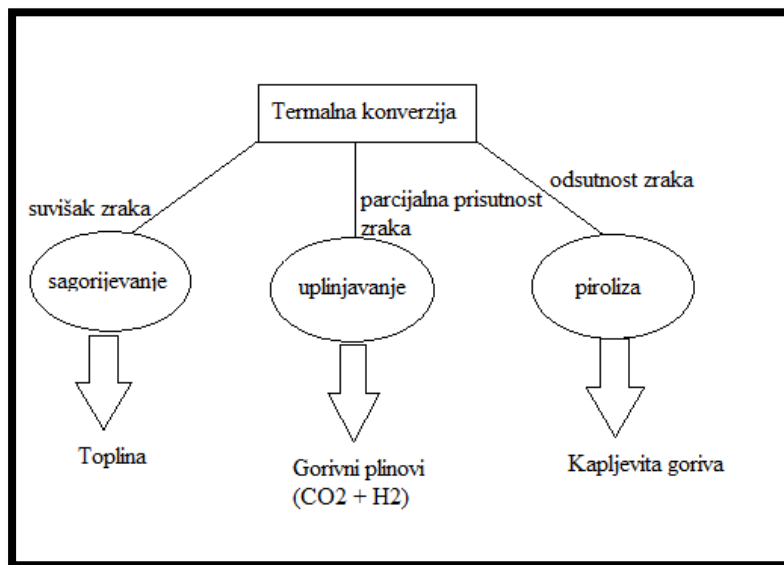 Termalna konverzija
suvišak zraka
parcijalna prisutnost
zraka
odsutnost zraka
sagorijevanje
uplinjavanje
piroliza
Toplina
Gorivni plinovi
(CO2 + H2)
Kapljevita goriva